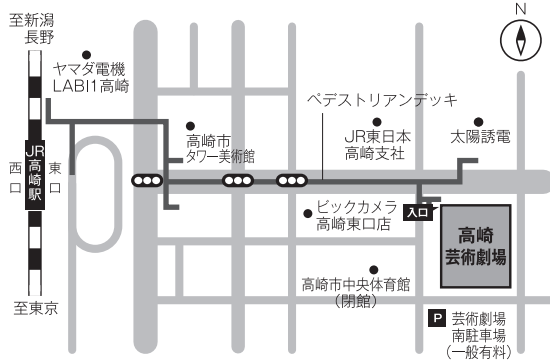 至新潟
長野
N
ヤマダ電機
LABI1高崎
ペデストリアンデッキ
高崎市
タワー美術館
JR東日本
高崎支社
太陽誘電
西口
JR高崎駅
東口
ビックカメラ
高崎東口店
入口
高崎
芸術劇場
高崎市中央体育館
（閉館）
至東京
P
芸術劇場
南駐車場
（一般有料）